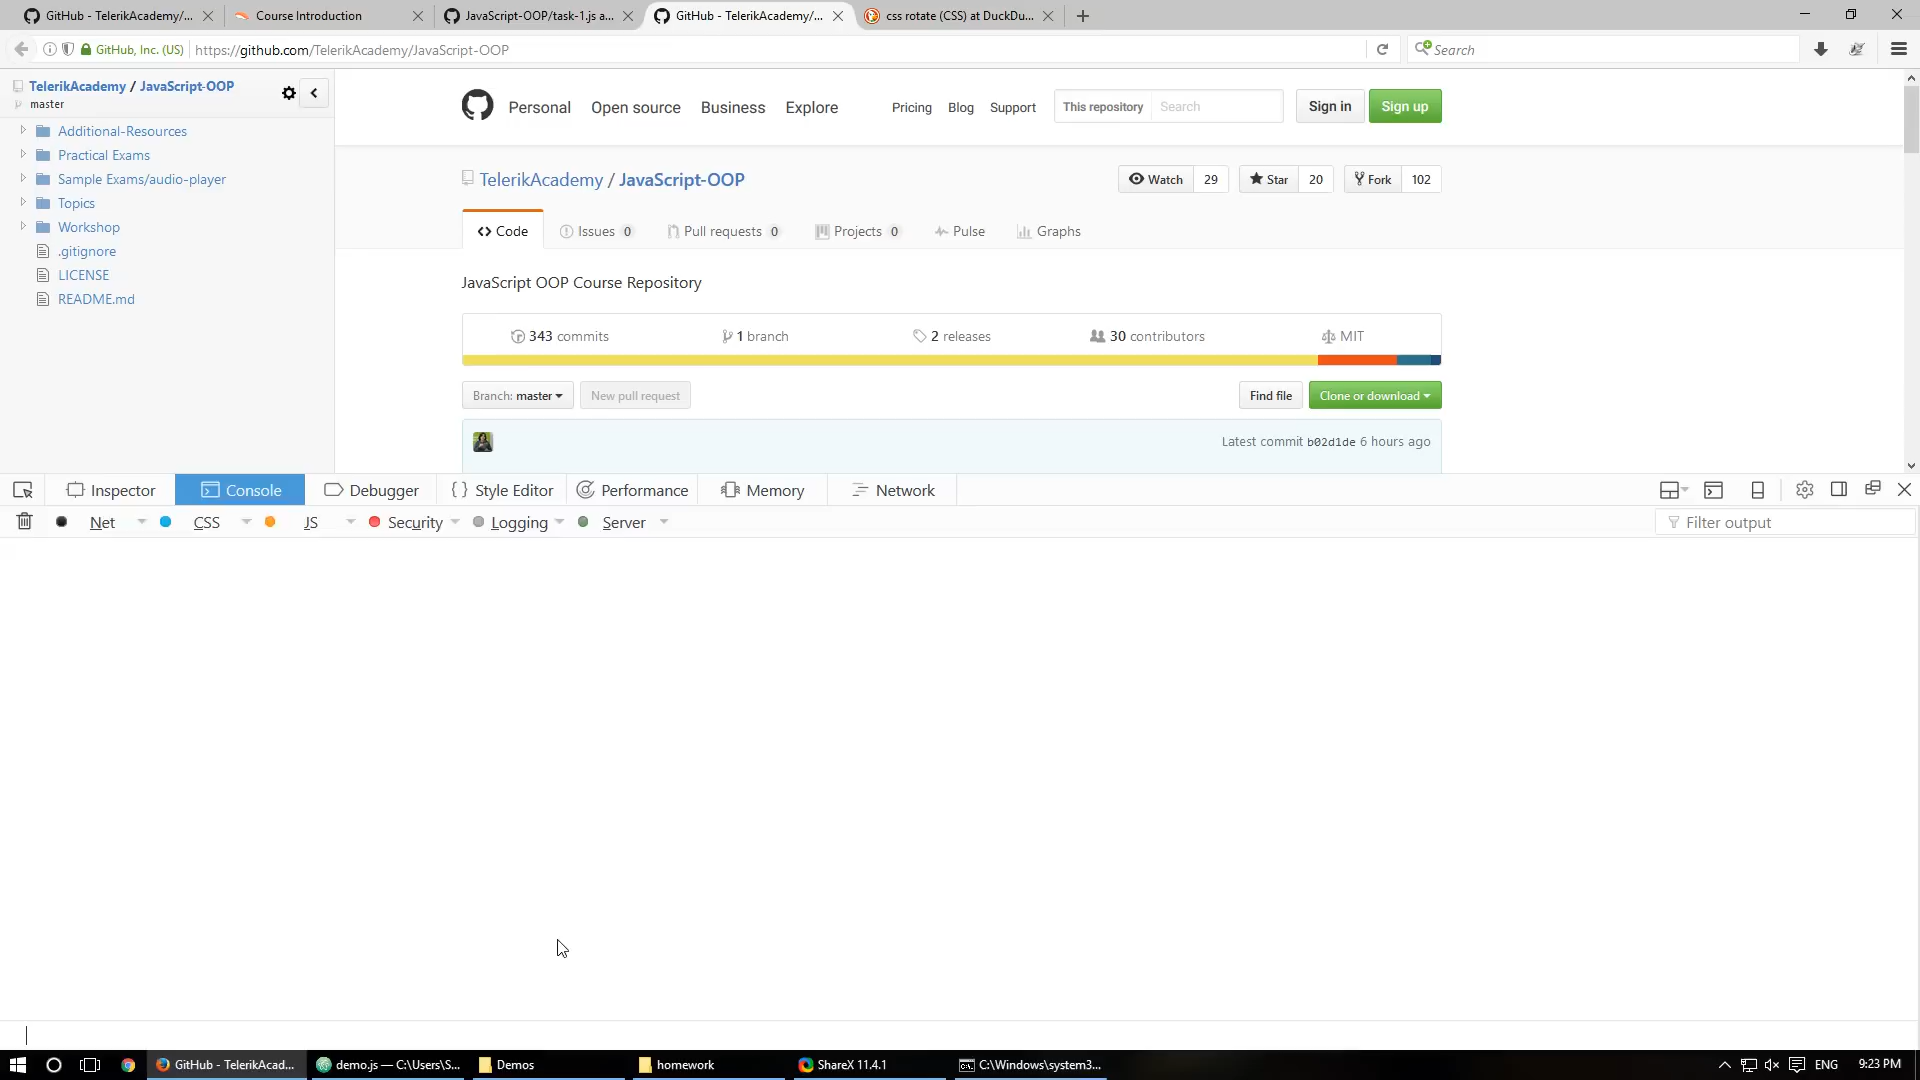 GitHub - TelerikAcademy/...
Course Introduction
JavaScript-OOP/task-1.js a...
GitHub - TelerikAcademy/...
css rotate (CSS) at DuckDu...
GitHub, Inc. (US)
https://github.com/TelerikAcademy/JavaScript-OOP
Search
TelerikAcademy / JavaScript-OOP
master
Additional-Resources
Practical Exams
Sample Exams/audio-player
Topics
Workshop
.gitignore
LICENSE
README.md
Personal
Open source
Business
Explore
Pricing
Blog
Support
This repository
Search
Sign in
Sign up
TelerikAcademy / JavaScript-OOP
Watch 29
Star 20
Fork 102
Code
Issues 0
Pull requests 0
Projects 0
Pulse
Graphs
JavaScript OOP Course Repository
343 commits
1 branch
2 releases
30 contributors
MIT
Branch: master
New pull request
Find file
Clone or download
Latest commit b02d1de 6 hours ago
Inspector
Console
Debugger
Style Editor
Performance
Memory
Network
Net
CSS
JS
Security
Logging
Server
Filter output
GitHub - TelerikAcad...
demo.js — C:\Users\S...
Demos
homework
ShareX 11.4.1
C:\Windows\system3...
ENG
9:23 PM